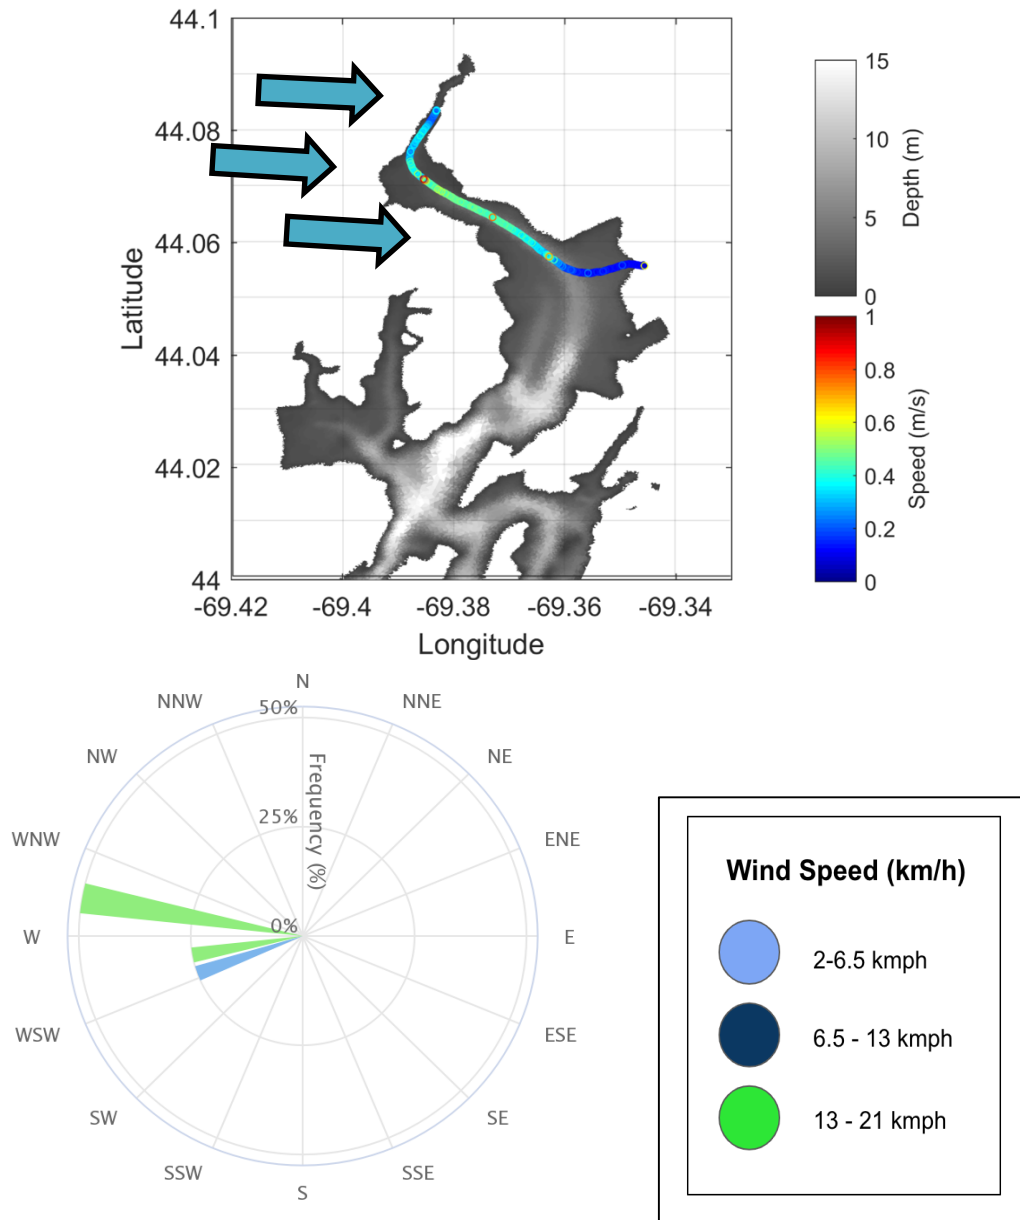 44.1
44.08
44.06
44.04
44.02
44
Latitude
-69.42 -69.4 -69.38 -69.36 -69.34
Longitude
15
10
5
0
Depth (m)
1
0.8
0.6
0.4
0.2
0
Speed (m/s)
N
NNE
NE
ENE
E
ESE
SE
SSE
S
SSW
SW
WSW
W
WNW
NW
NNW
50%
25%
0%
Frequency (%)
Wind Speed (km/h)
2-6.5 kmph
6.5 - 13 kmph
13 - 21 kmph